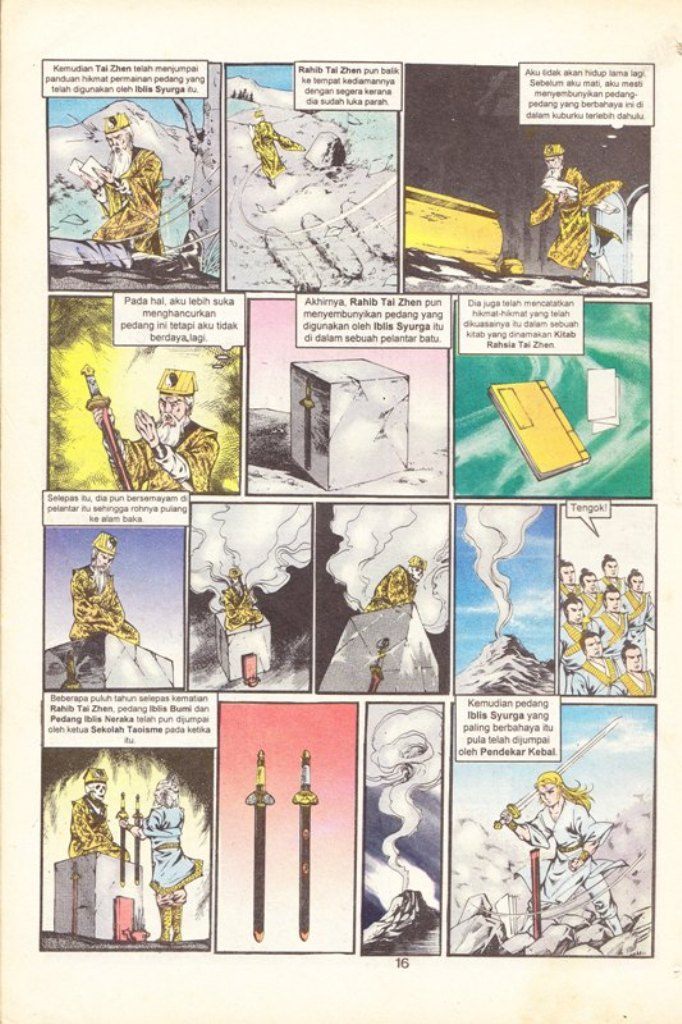 Kemudian Tai Zhen telah menjumpai
panduan hikmat permainan pedang yang
telah digunakan oleh Iblis Syurga itu.
Rahib Tai Zhen pun balik
ke tempat kediamannya
dengan segera kerana
dia sudah luka parah.
Aku tidak akan hidup lama lagi.
Sebelum aku mati, aku mesti
menyembunyikan pedang-
pedang yang berbahaya ini di
dalam kuburku terlebih dahulu.
Pada hal, aku lebih suka
menghancurkan
pedang ini tetapi aku tidak
berdaya lagi.
Akhirnya, Rahib Tai Zhen pun
menyembunyikan pedang yang
digunakan oleh Iblis Syurga itu
di dalam sebuah pelantar batu.
Dia juga telah mencatatkan
hikmat-hikmat yang telah
dikuasainya itu dalam sebuah
kitab yang dinamakan Kitab
Rahsia Tai Zhen.
Selepas itu, dia pun bersemayam di
pelantar itu sehingga rohnya pulang
ke alam baka.
Tengok!
Beberapa puluh tahun selepas kematian
Rahib Tai Zhen, pedang Iblis Bumi dan
Pedang Iblis Neraka telah pun dijumpai
oleh ketua Sekolah Taoisme pada ketika
itu.
Kemudian pedang
Iblis Syurga yang
paling berbahaya itu
pula telah dijumpai
oleh Pendekar Kebal.
16